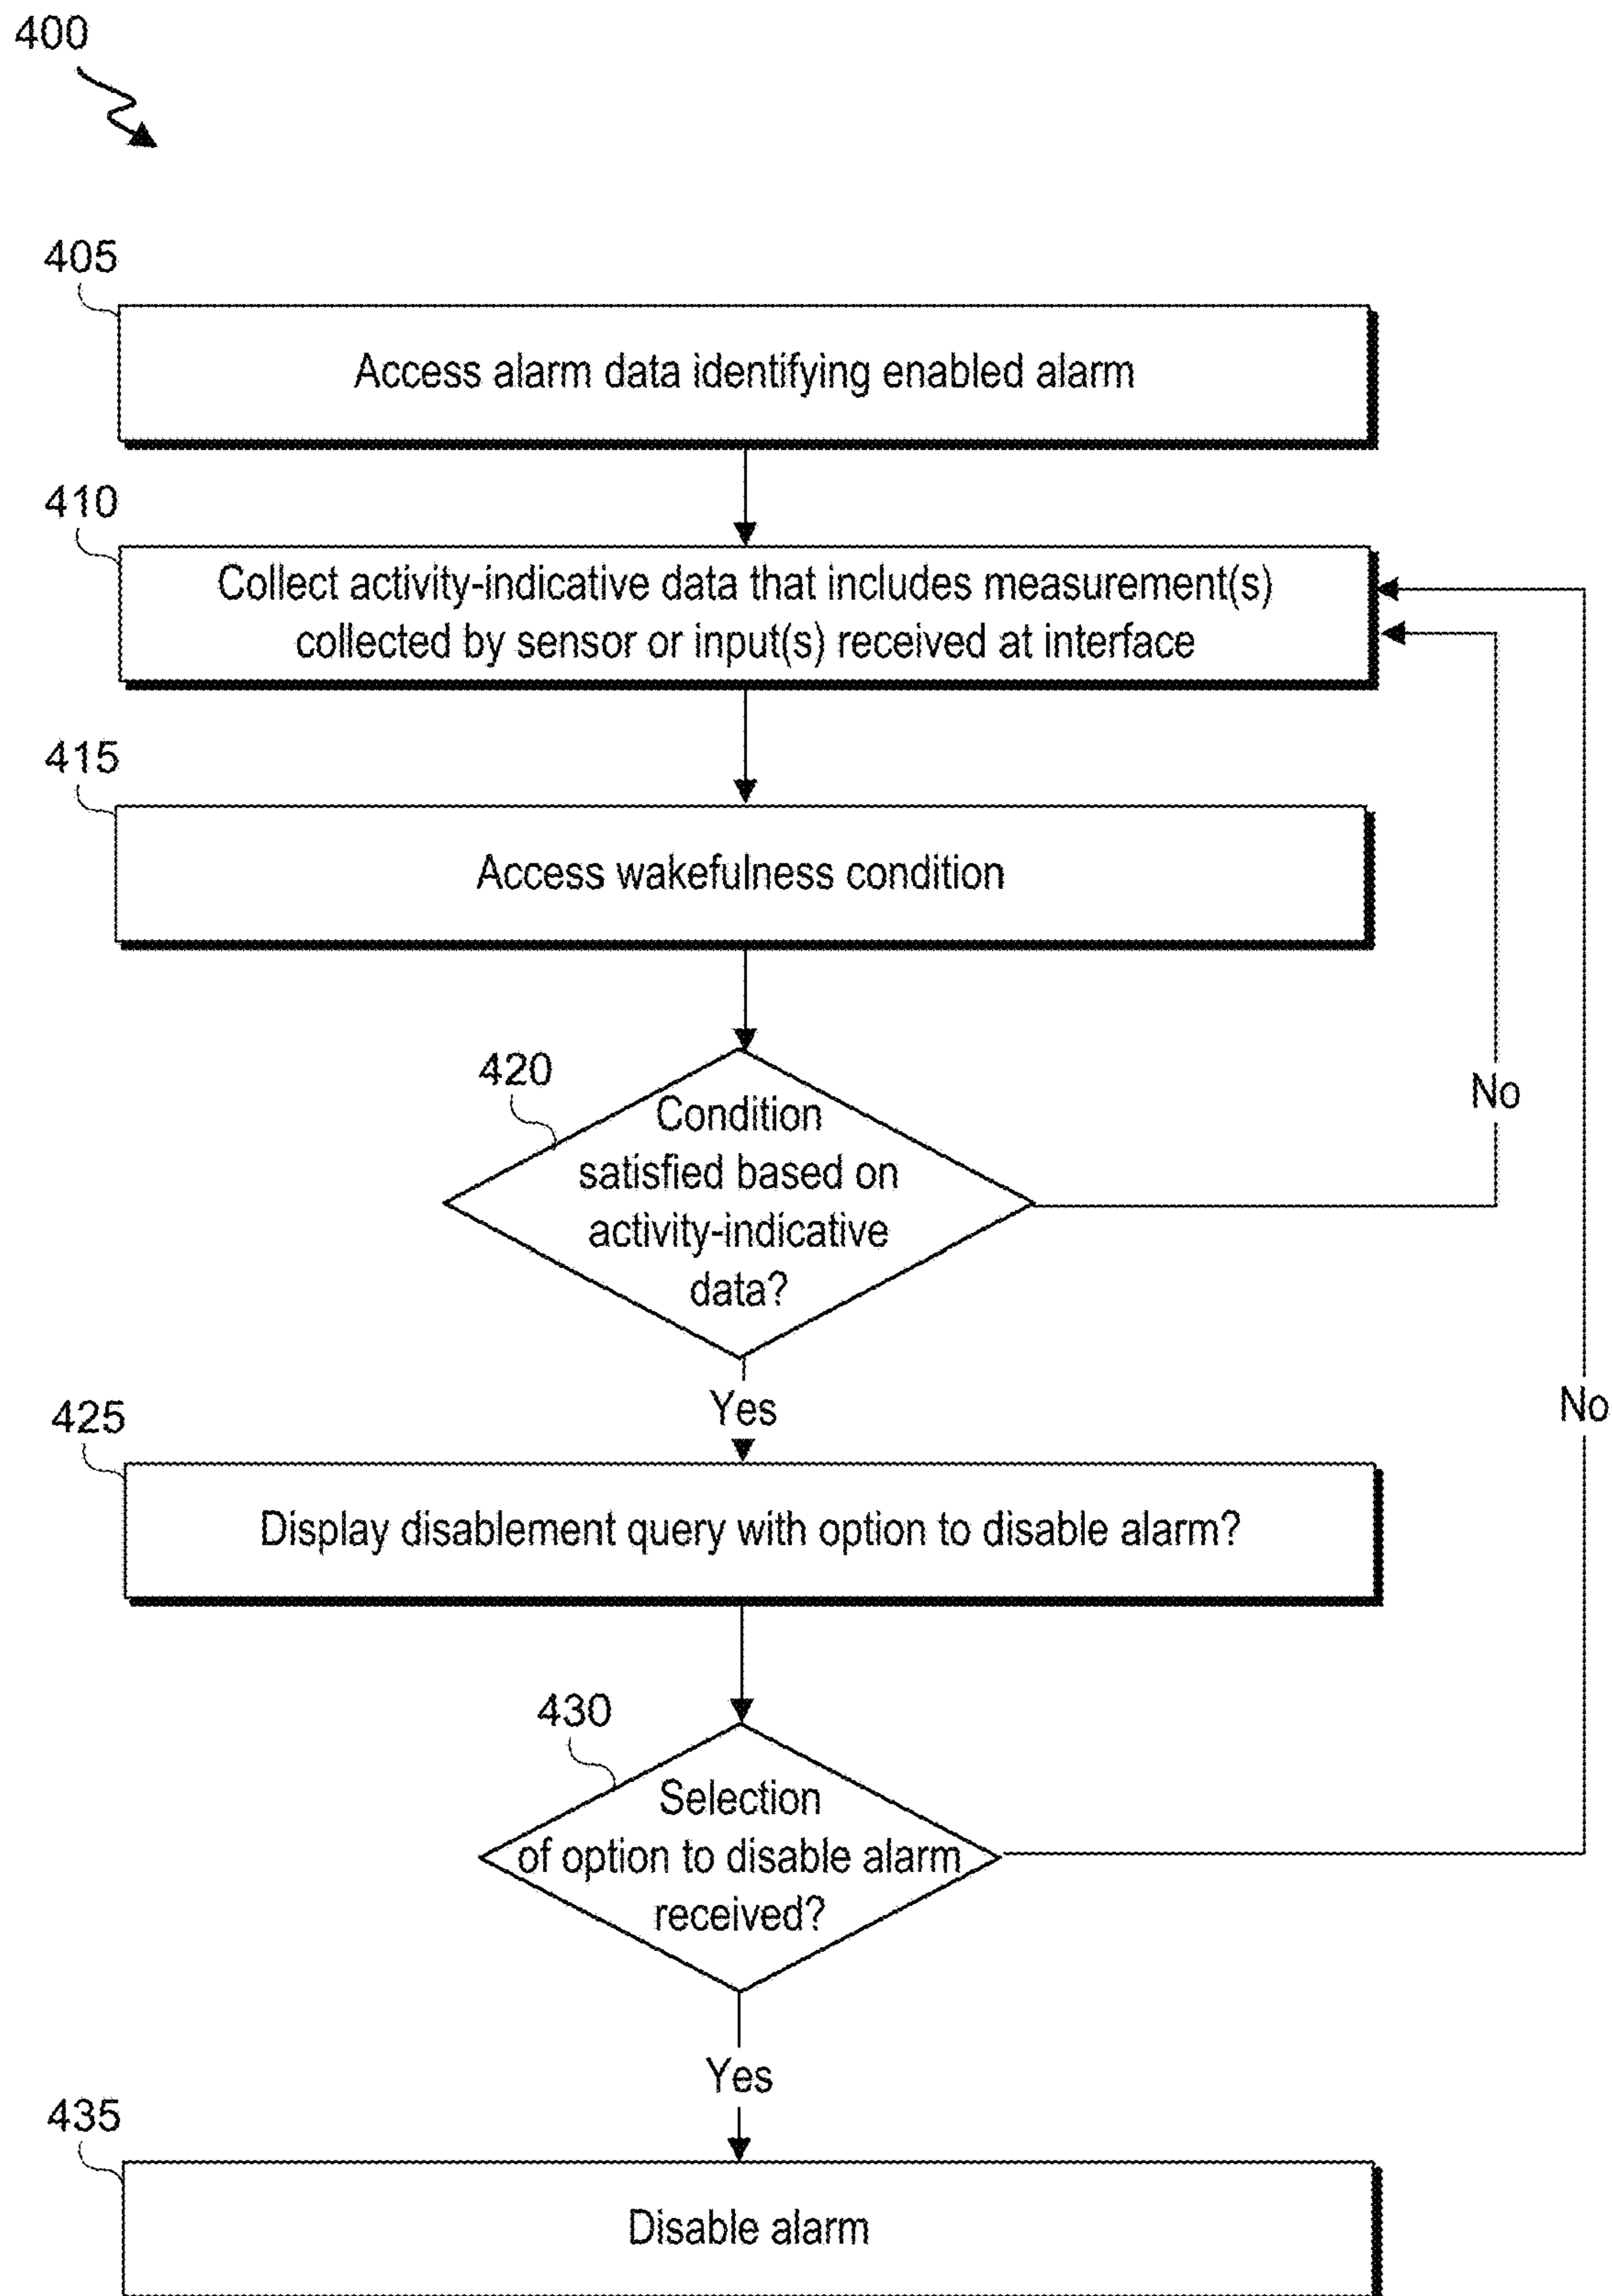 400
405
Access alarm data identifying enabled alarm
410
Collect activity-indicative data that includes measurement(s)
collected by sensor or input(s) received at interface
415
Access wakefulness condition
420
Condition
satisfied based on
activity-indicative
data?
No
Yes
No
425
Display disablement query with option to disable alarm?
430
Selection
of option to disable alarm
received?
Yes
435
Disable alarm